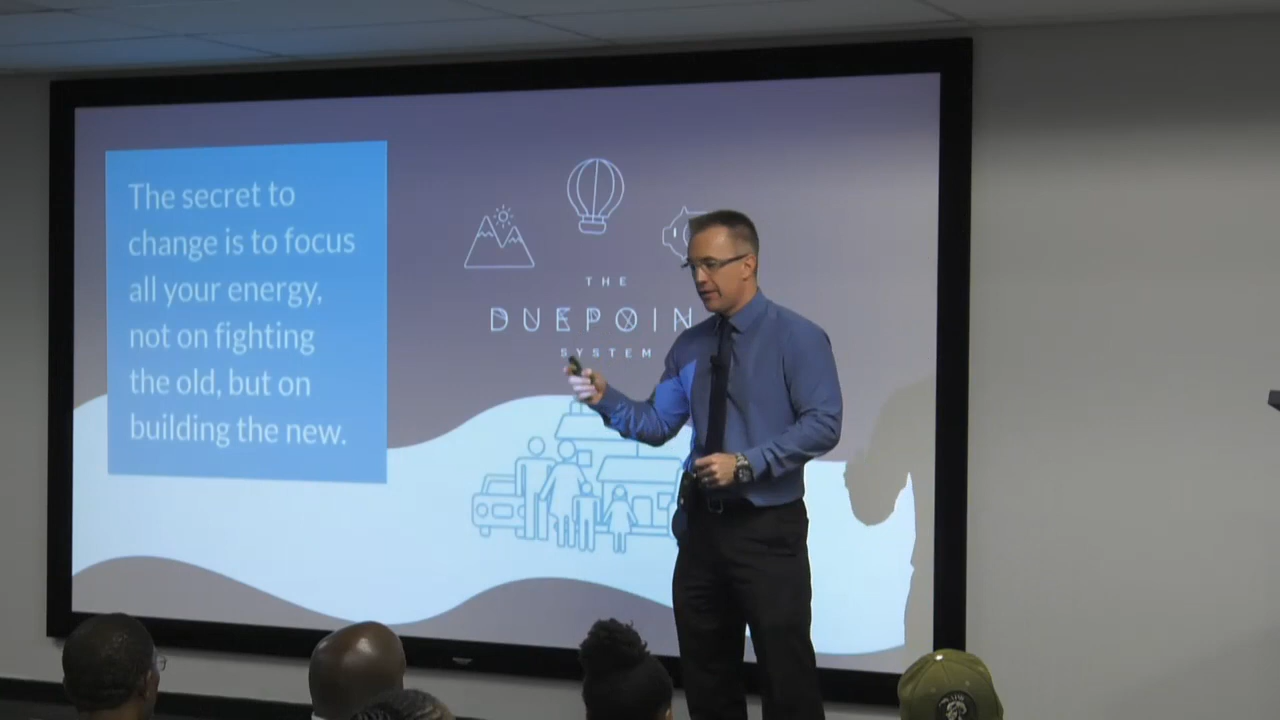 The secret to
change is to focus
all your energy,
not on fighting
the old, but on
building the new.
THE
DUEPOIN
SYSTEM